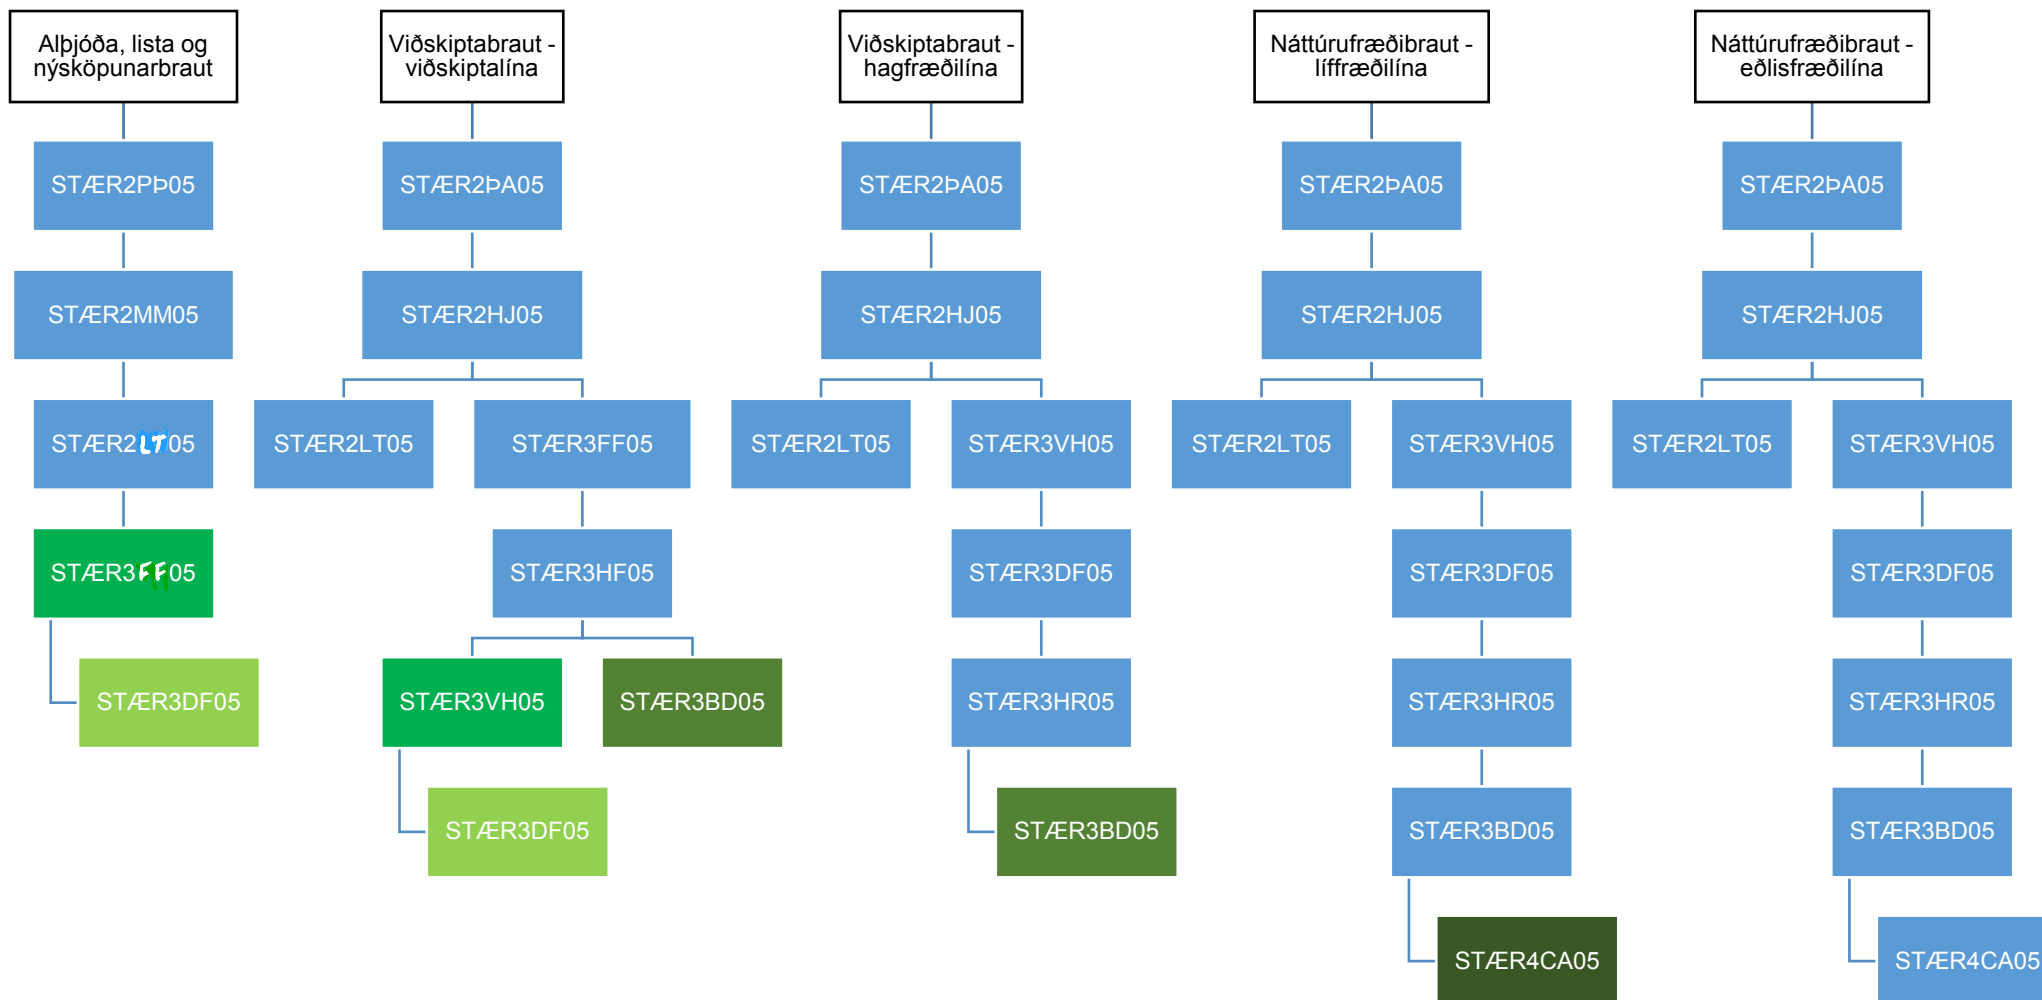 Alþjóða, lista og
nýsköpunarbraut
Viðskiptabraut -
viðskiptalína
Viðskiptabraut -
hagfræðilína
Náttúrufræðibraut -
líffræðilína
Náttúrufræðibraut -
eðlisfræðilína
STÆR2PÞ05
STÆR2ÞA05
STÆR2ÞA05
STÆR2ÞA05
STÆR2ÞA05
STÆR2MM05
STÆR2HJ05
STÆR2HJ05
STÆR2HJ05
STÆR2HJ05
STÆR2LT05
STÆR2LT05
STÆR3FF05
STÆR2LT05
STÆR3VH05
STÆR2LT05
STÆR3VH05
STÆR2LT05
STÆR3VH05
STÆR3FF05
STÆR3HF05
STÆR3DF05
STÆR3DF05
STÆR3DF05
STÆR3DF05
STÆR3VH05
STÆR3BD05
STÆR3HR05
STÆR3HR05
STÆR3HR05
STÆR3DF05
STÆR3BD05
STÆR3BD05
STÆR3BD05
STÆR4CA05
STÆR4CA05